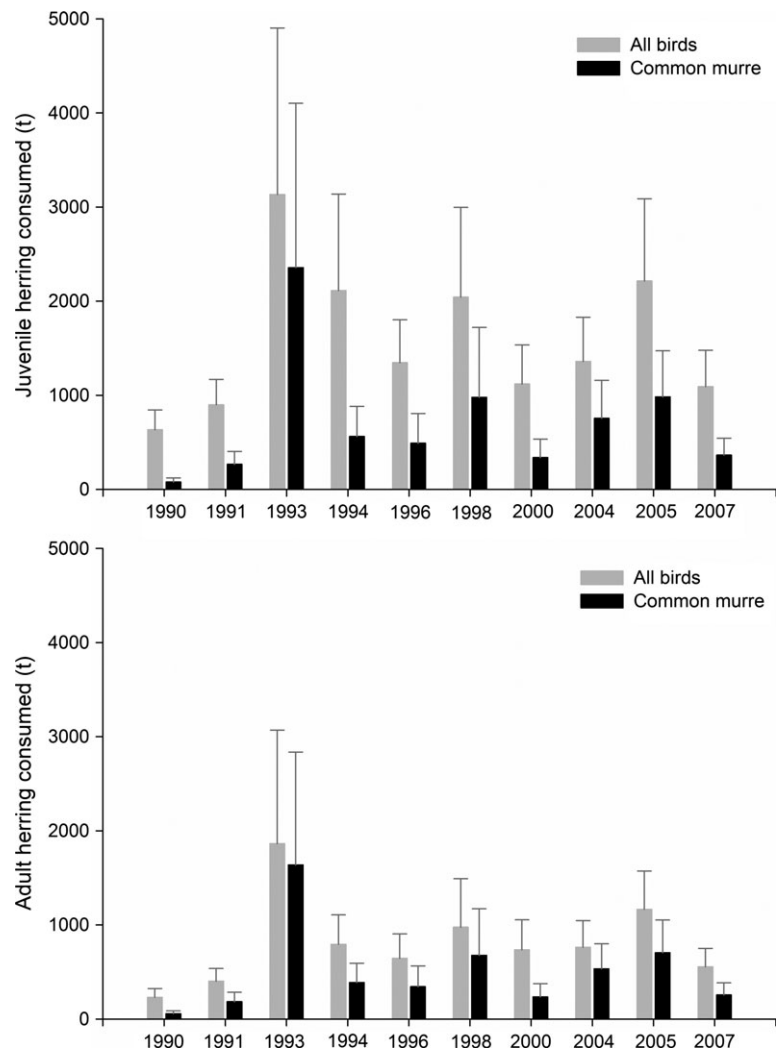 5000
4000
3000
2000
1000
0
Juvenile herring consumed (t)
All birds
Common murre
1990 1991 1993 1994 1996 1998 2000 2004 2005 2007
5000
4000
3000
2000
1000
0
Adult herring consumed (t)
All birds
Common murre
1990 1991 1993 1994 1996 1998 2000 2004 2005 2007